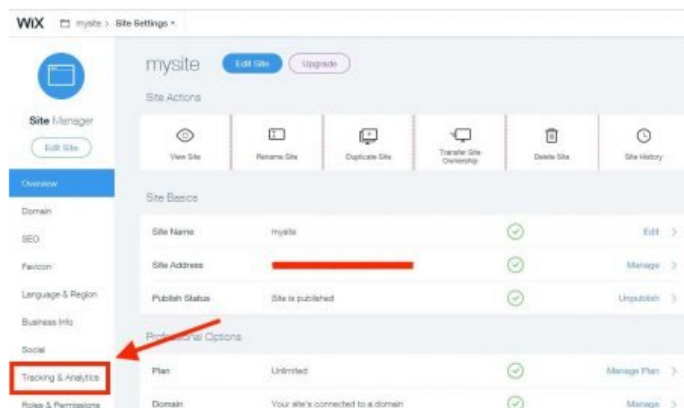 WiX mysite > Site Settings
mysite Edit Site Upgrade
Site Actions
Site Manager
Edit Site
View Site
Rename Site
Duplicate Site
Transfer Site Ownership
Delete Site
Site History
Overview
Domain
SEO
Favicon
Language & Region
Business Info
Social
Tracking & Analytics
Roles & Permissions
Site Basics
Site Name mysite Edit >
Site Address Manage >
Publish Status Site is published Unpublish >
Professional Options
Plan Unlimited Manage Plan >
Domain Your site's connected to a domain Manage >